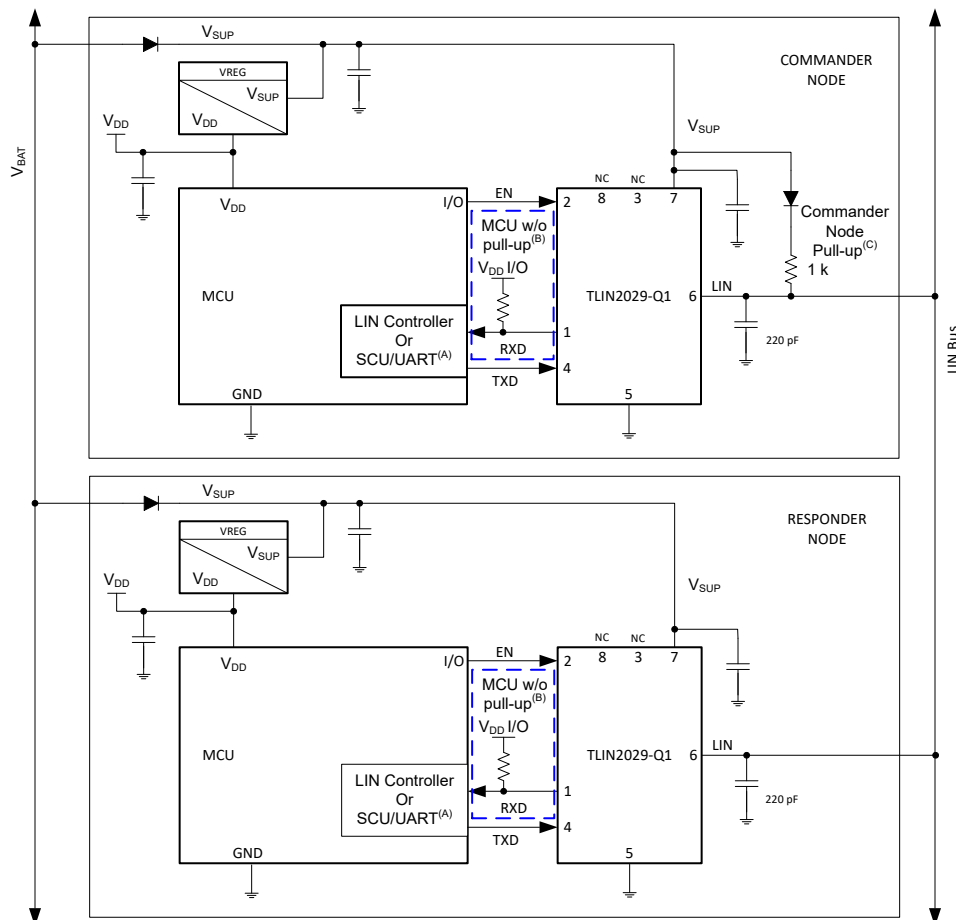 VBAT
LIN Bus
COMMANDER
NODE
VSUP
VREG
VSUP
VDD
VDD
VSUP
VDD
I/O
EN
2
NC
8
NC
3
7
MCU w/o
pull-up(B)
VDD I/O
Commander
Node
Pull-up(C)
1 k
MCU
TLIN2029-Q1
6
LIN
LIN Controller
Or
SCU/UART(A)
1
RXD
4
TXD
220 pF
GND
5
RESPONDER
NODE
VSUP
VREG
VSUP
VDD
VDD
VSUP
VDD
I/O
EN
2
NC
8
NC
3
7
MCU w/o
pull-up(B)
VDD I/O
MCU
TLIN2029-Q1
6
LIN
LIN Controller
Or
SCU/UART(A)
1
RXD
4
TXD
220 pF
GND
5